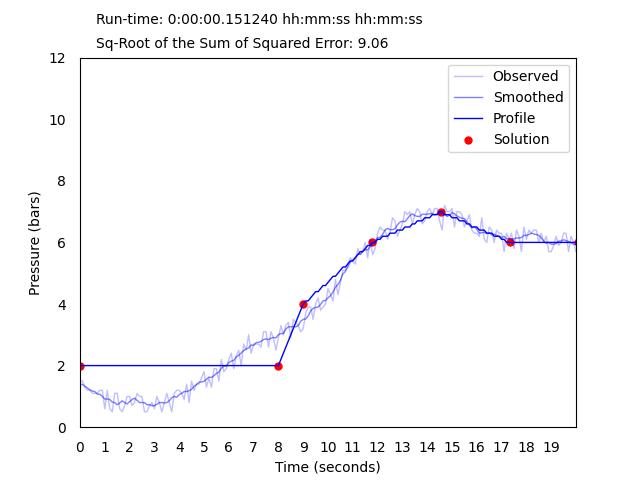 Run-time: 0:00:00.151240 hh:mm:ss hh:mm:ss
Sq-Root of the Sum of Squared Error: 9.06
12
10
8
6
4
2
0
Pressure (bars)
Observed
Smoothed
Profile
Solution
0 1 2 3 4 5 6 7 8 9 10 11 12 13 14 15 16 17 18 19
Time (seconds)